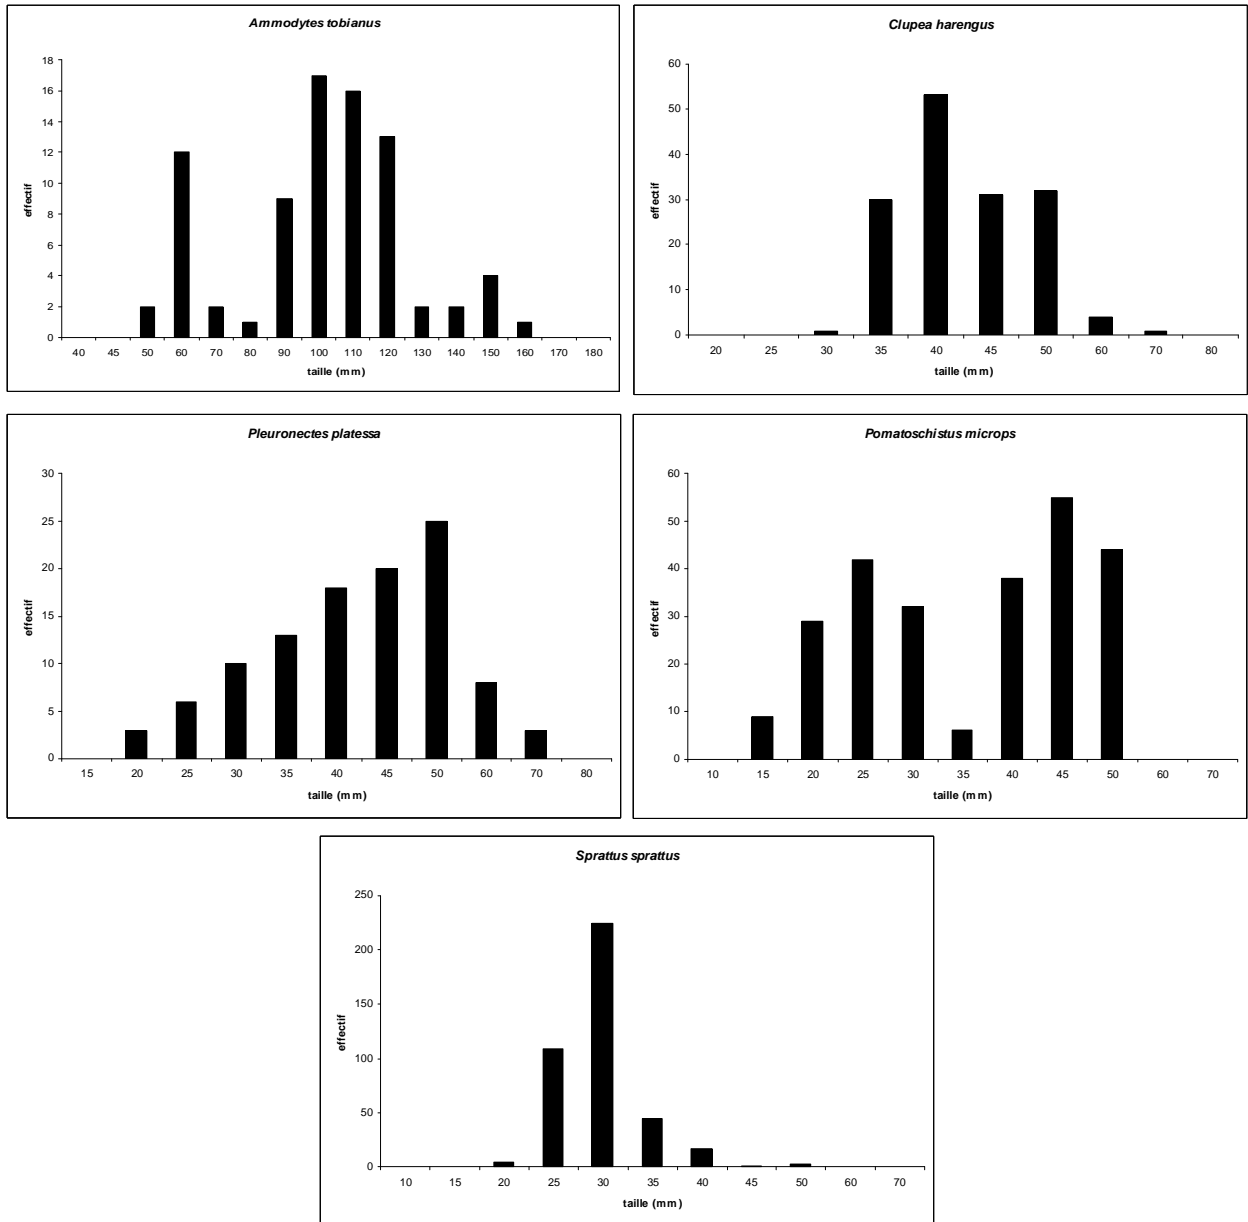 Ammodytes tobianus
18
16
14
12
10
8
6
4
2
0
effectif
40 45 50 60 70 80 90 100 110 120 130 140 150 160 170 180
taille (mm)
Clupea harengus
60
50
40
30
20
10
0
effectif
20 25 30 35 40 45 50 60 70 80
taille (mm)
Pleuronectes platessa
30
25
20
15
10
5
0
effectif
15 20 25 30 35 40 45 50 60 70 80
taille (mm)
Pomatoschistus microps
60
50
40
30
20
10
0
effectif
10 15 20 25 30 35 40 45 50 60 70
taille (mm)
Sprattus sprattus
250
200
150
100
50
0
effectif
10 15 20 25 30 35 40 45 50 60 70
taille (mm)